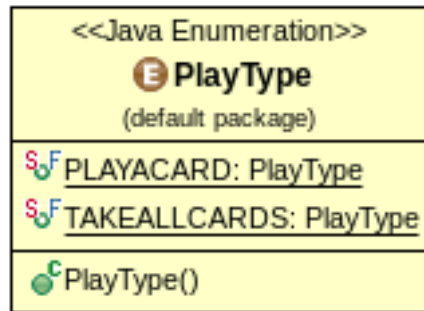 <<Java Enumeration>>
E PlayType
(default package)
S F PLAYACARD: PlayType
S F TAKEALLCARDS: PlayType
C PlayType()